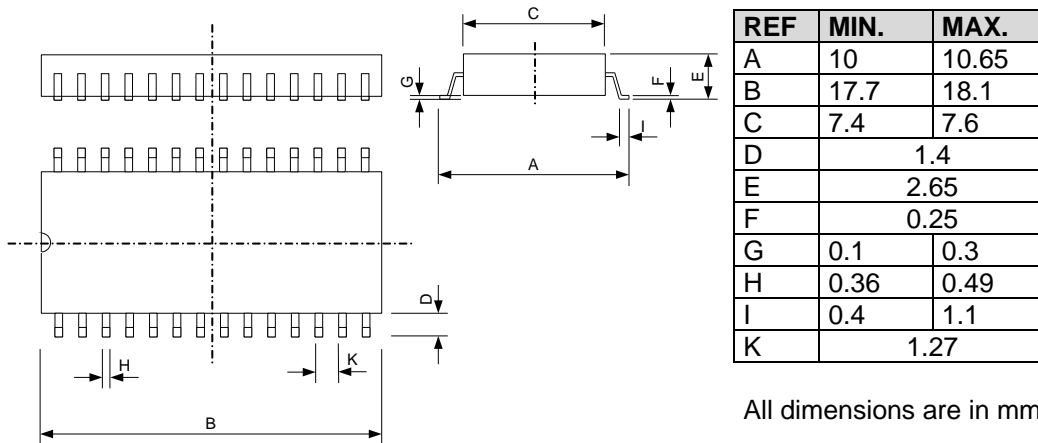 C
G
F
E
I
A
D
H
K
B
REF MIN. MAX.
A 10 10.65
B 17.7 18.1
C 7.4 7.6
D 1.4
E 2.65
F 0.25
G 0.1 0.3
H 0.36 0.49
I 0.4 1.1
K 1.27
All dimensions are in mm